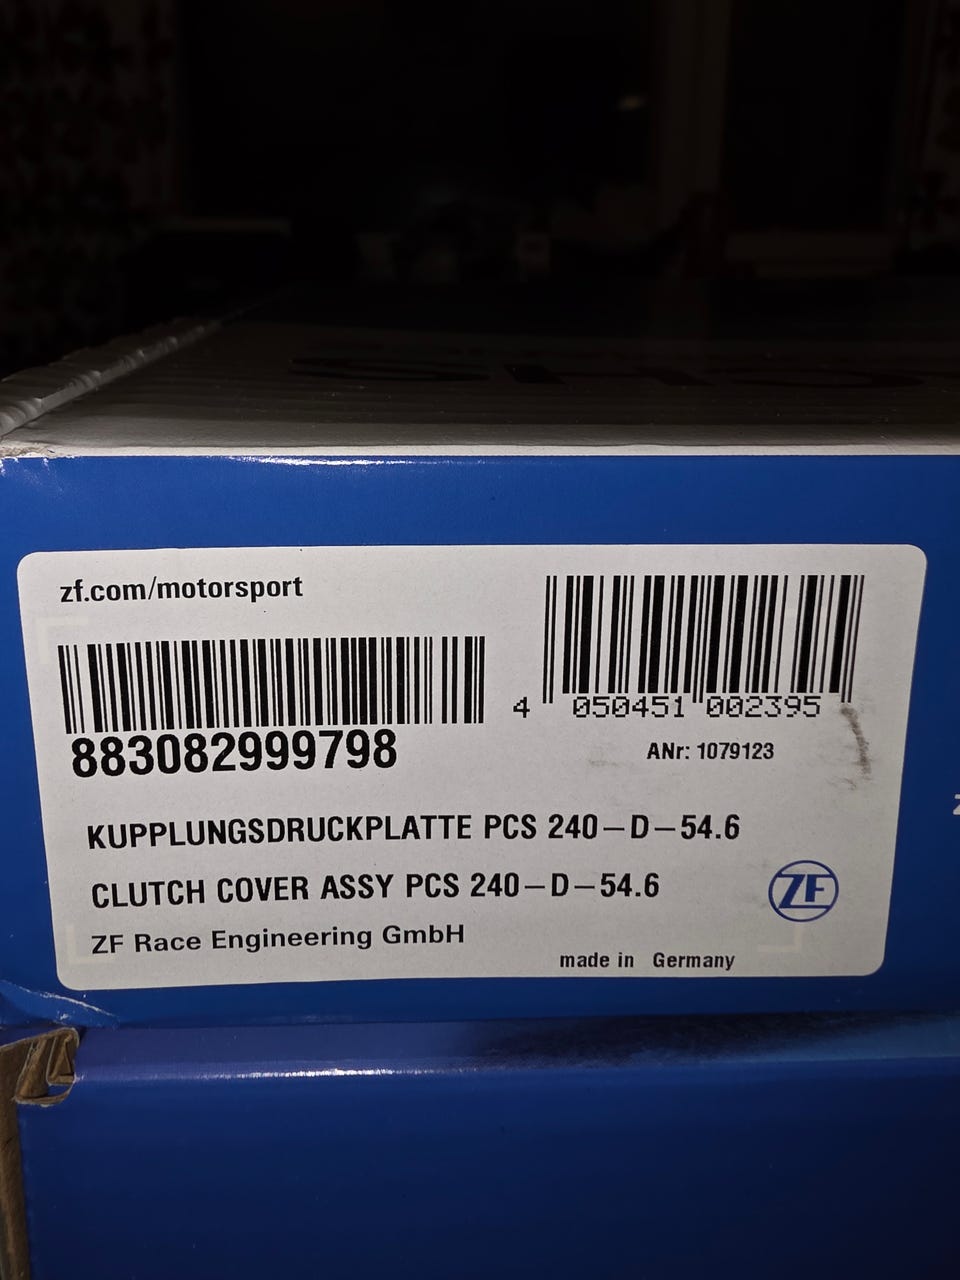 zf.com/motorsport
883082999798
4 050451 002395
ANr: 1079123
KUPPLUNGSDRUCKPLATTE PCS 240-D-54.6
CLUTCH COVER ASSY PCS 240-D-54.6
ZF
ZF Race Engineering GmbH
made in Germany